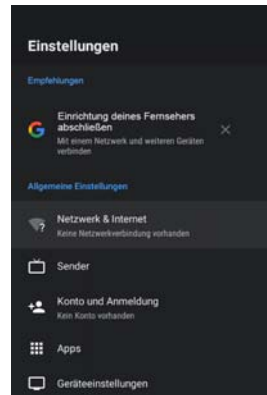 Einstellungen
Empfehlungen
Einrichtung deines Fernsehers
abschließen
Mit einem Netzwerk und weiteren Geräten
verbinden
Allgemeine Einstellungen
Netzwerk & Internet
Keine Netzwerkverbindung vorhanden
Sender
Konto und Anmeldung
Kein Konto vorhanden
Apps
Geräteeinstellungen